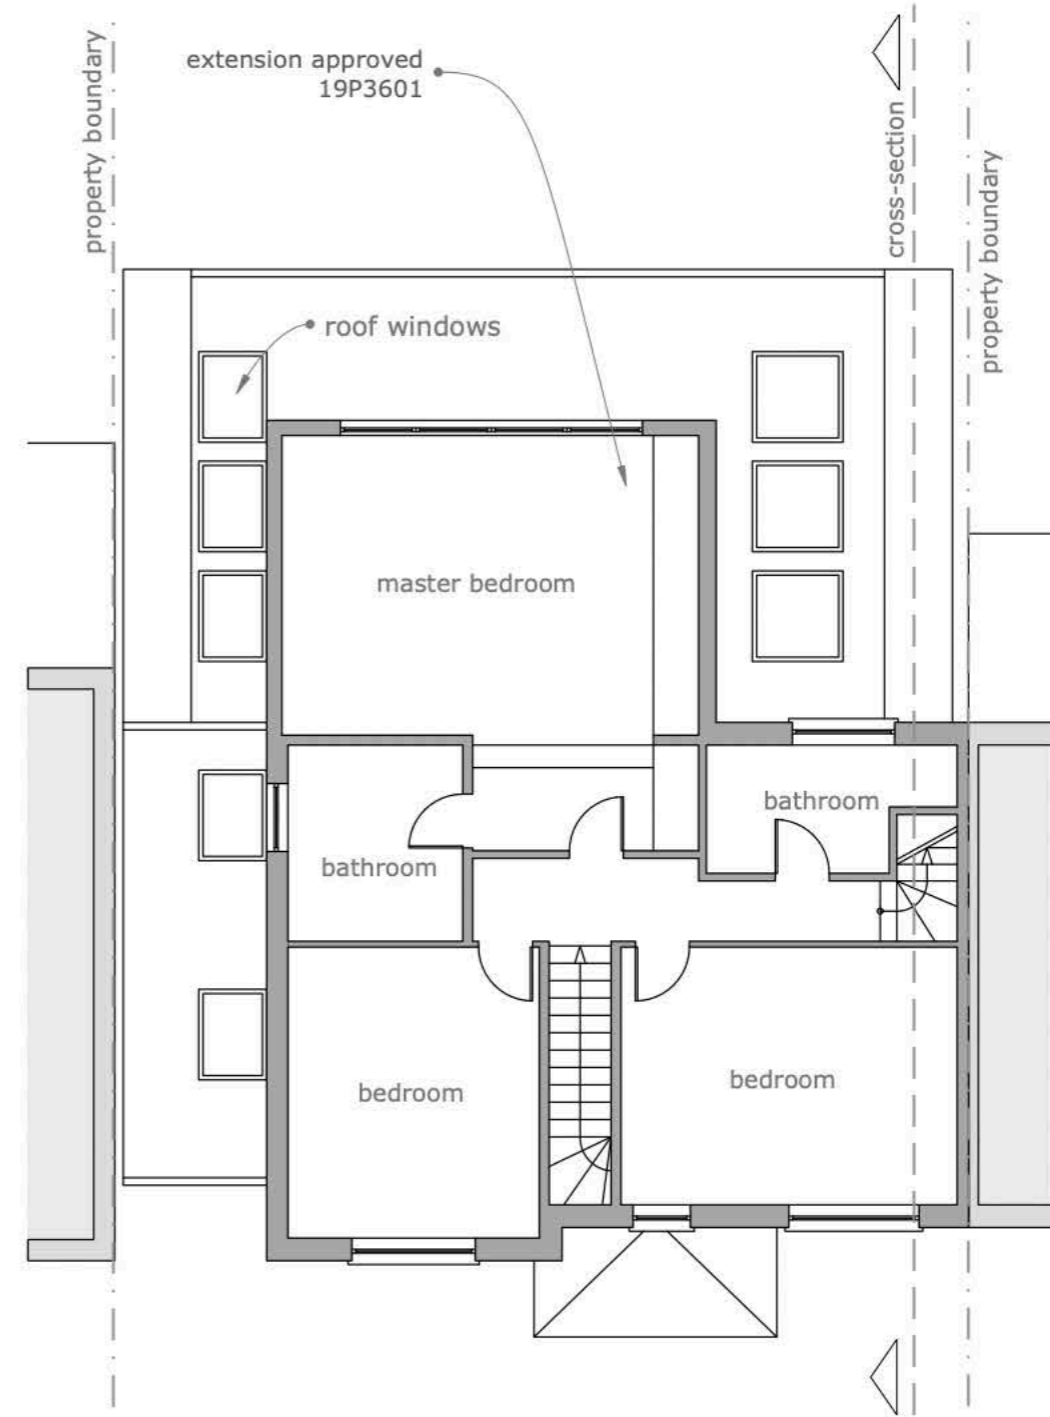 property boundary
extension approved
19P3601
cross-section
property boundary
roof windows
master bedroom
bathroom
bathroom
bedroom
bedroom